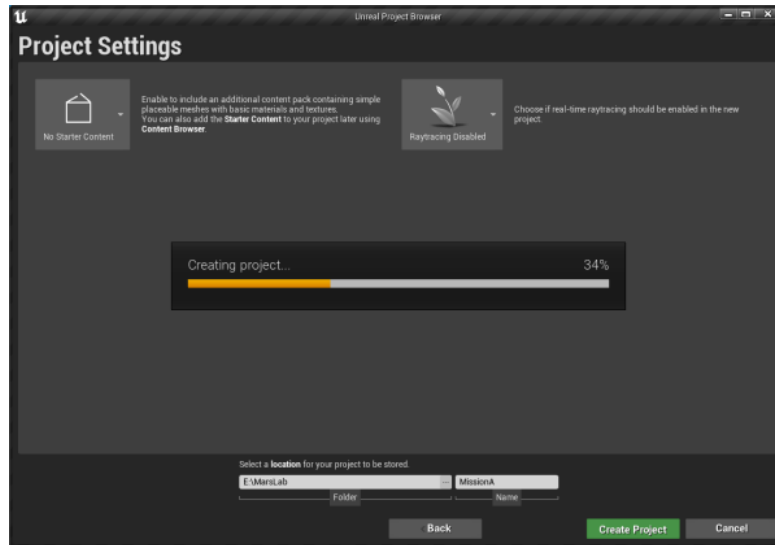 Unreal Project Browser
Project Settings
Enable to include an additional content pack containing simple
placeable meshes with basic materials and textures.
You can also add the Starter Content to your project later using
Content Browser.
No Starter Content
Choose if real-time raytracing should be enabled in the new
project.
Raytracing Disabled
Creating project...
34%
Select a location for your project to be stored.
E:\MarsLab
...
MissionA
Folder
Name
Back
Create Project
Cancel